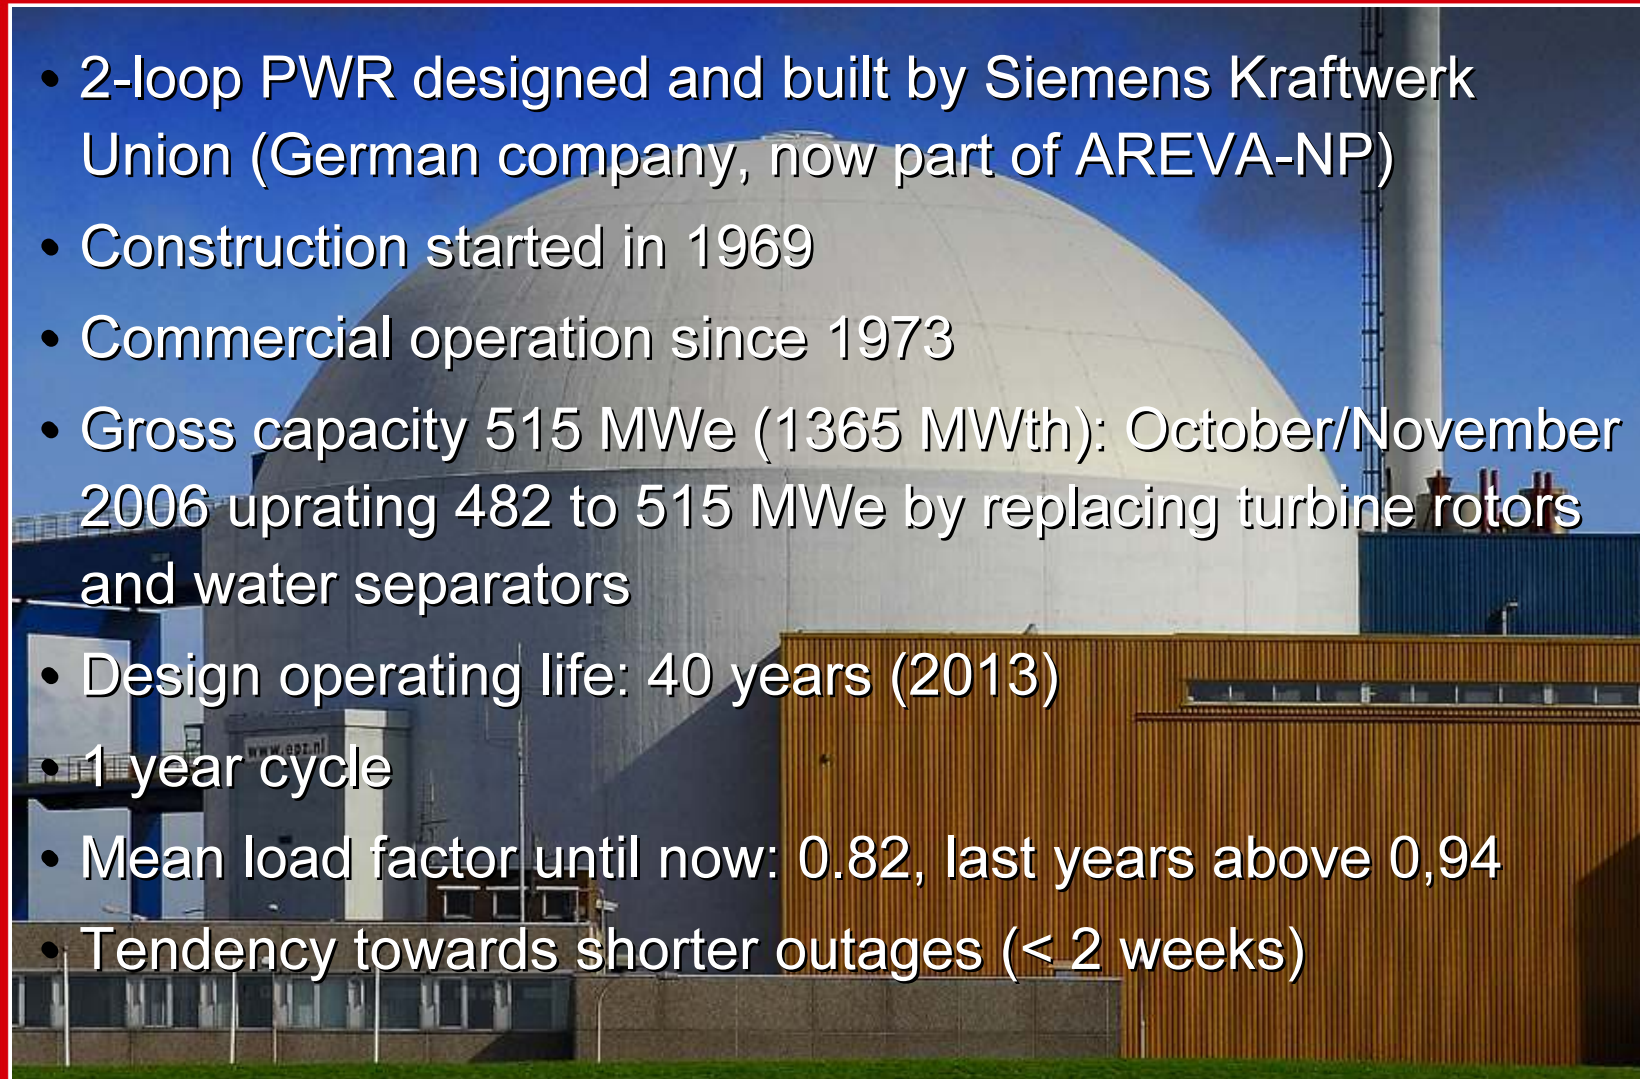 • 2-loop PWR designed and built by Siemens Kraftwerk
Union (German company, now part of AREVA-NP)
• Construction started in 1969
• Commercial operation since 1973
• Gross capacity 515 MWe (1365 MWth): October/November
2006 uprating 482 to 515 MWe by replacing turbine rotors
and water separators
• Design operating life: 40 years (2013)
www.epz.nl
• 1 year cycle
• Mean load factor until now: 0.82, last years above 0,94
• Tendency towards shorter outages (< 2 weeks)